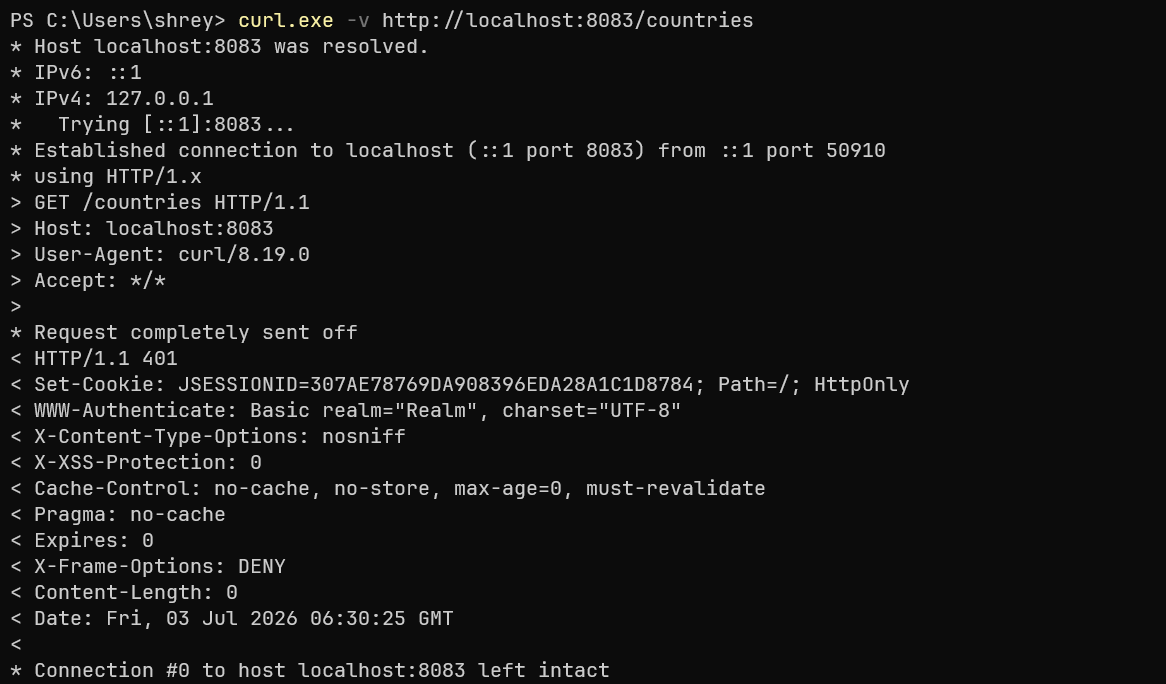 PS C:\Users\shrey> curl.exe -v http://localhost:8083/countries
* Host localhost:8083 was resolved.
* IPv6: ::1
* IPv4: 127.0.0.1
*   Trying [::1]:8083...
* Established connection to localhost (::1 port 8083) from ::1 port 50910
* using HTTP/1.x
> GET /countries HTTP/1.1
> Host: localhost:8083
> User-Agent: curl/8.19.0
> Accept: */*
>
* Request completely sent off
< HTTP/1.1 401
< Set-Cookie: JSESSIONID=307AE78769DA908396EDA28A1C1D8784; Path=/; HttpOnly
< WWW-Authenticate: Basic realm="Realm", charset="UTF-8"
< X-Content-Type-Options: nosniff
< X-XSS-Protection: 0
< Cache-Control: no-cache, no-store, max-age=0, must-revalidate
< Pragma: no-cache
< Expires: 0
< X-Frame-Options: DENY
< Content-Length: 0
< Date: Fri, 03 Jul 2026 06:30:25 GMT
<
* Connection #0 to host localhost:8083 left intact